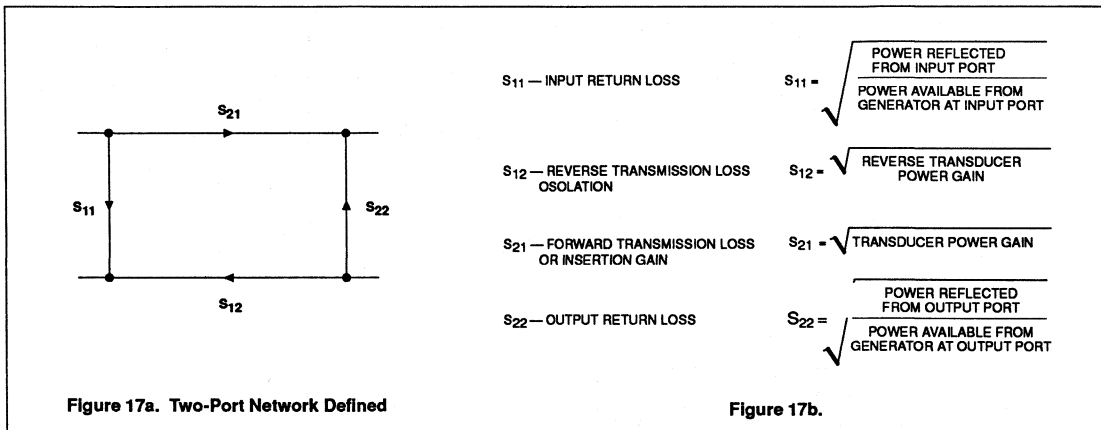 S21
S11
S22
S12
Figure 17a. Two-Port Network Defined
S11 — INPUT RETURN LOSS
S11 = √ POWER REFLECTED
FROM INPUT PORT
POWER AVAILABLE FROM
GENERATOR AT INPUT PORT
S12 — REVERSE TRANSMISSION LOSS
OSOLATION
S12 = √ REVERSE TRANSDUCER
POWER GAIN
S21 — FORWARD TRANSMISSION LOSS
OR INSERTION GAIN
S21 = √ TRANSDUCER POWER GAIN
S22 — OUTPUT RETURN LOSS
S22 = √ POWER REFLECTED
FROM OUTPUT PORT
POWER AVAILABLE FROM
GENERATOR AT OUTPUT PORT
Figure 17b.